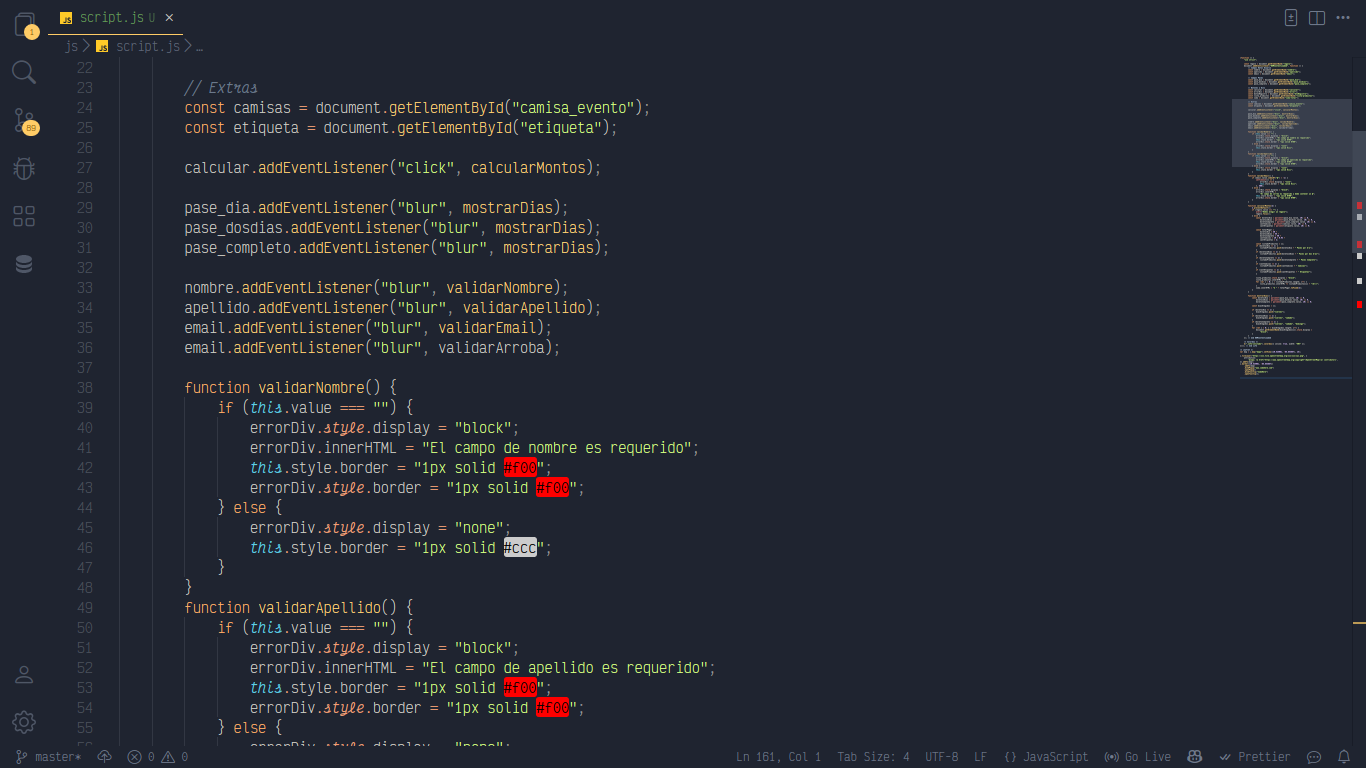 1
JS script.js U ×
js > JS script.js > …
22
23 // Extras
24 const camisas = document.getElementById("camisa_evento");
25 const etiqueta = document.getElementById("etiqueta");
26
27 calcular.addEventListener("click", calcularMontos);
28
29 pase_dia.addEventListener("blur", mostrarDias);
30 pase_dosdias.addEventListener("blur", mostrarDias);
31 pase_completo.addEventListener("blur", mostrarDias);
32
33 nombre.addEventListener("blur", validarNombre);
34 apellido.addEventListener("blur", validarApellido);
35 email.addEventListener("blur", validarEmail);
36 email.addEventListener("blur", validarArroba);
37
38 function validarNombre() {
39 if (this.value === "") {
40 errorDiv.style.display = "block";
41 errorDiv.innerHTML = "El campo de nombre es requerido";
42 this.style.border = "1px solid #f00";
43 errorDiv.style.border = "1px solid #f00";
44 } else {
45 errorDiv.style.display = "none";
46 this.style.border = "1px solid #ccc";
47 }
48 }
49 function validarApellido() {
50 if (this.value === "") {
51 errorDiv.style.display = "block";
52 errorDiv.innerHTML = "El campo de apellido es requerido";
53 this.style.border = "1px solid #f00";
54 errorDiv.style.border = "1px solid #f00";
55 } else {
89
master* 0 0 Ln 161, Col 1 Tab Size: 4 UTF-8 LF {} JavaScript Go Live Prettier